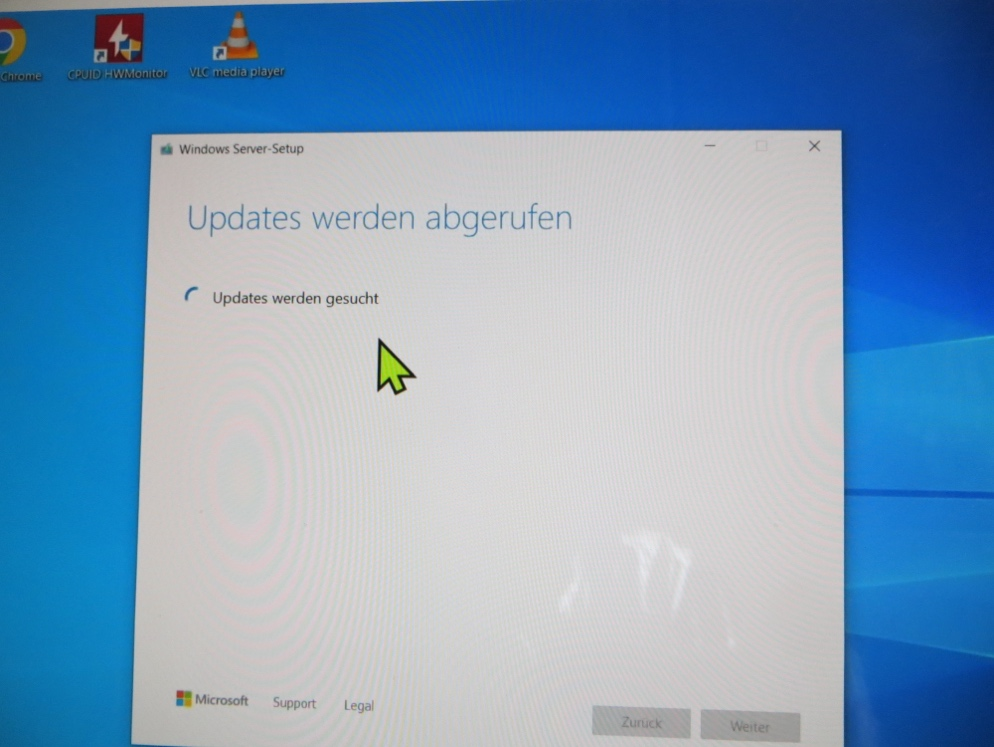 Chrome
CPUID HWMonitor
VLC media player
Windows Server-Setup
Updates werden abgerufen
Updates werden gesucht
Microsoft
Support
Legal
Zurück
Weiter